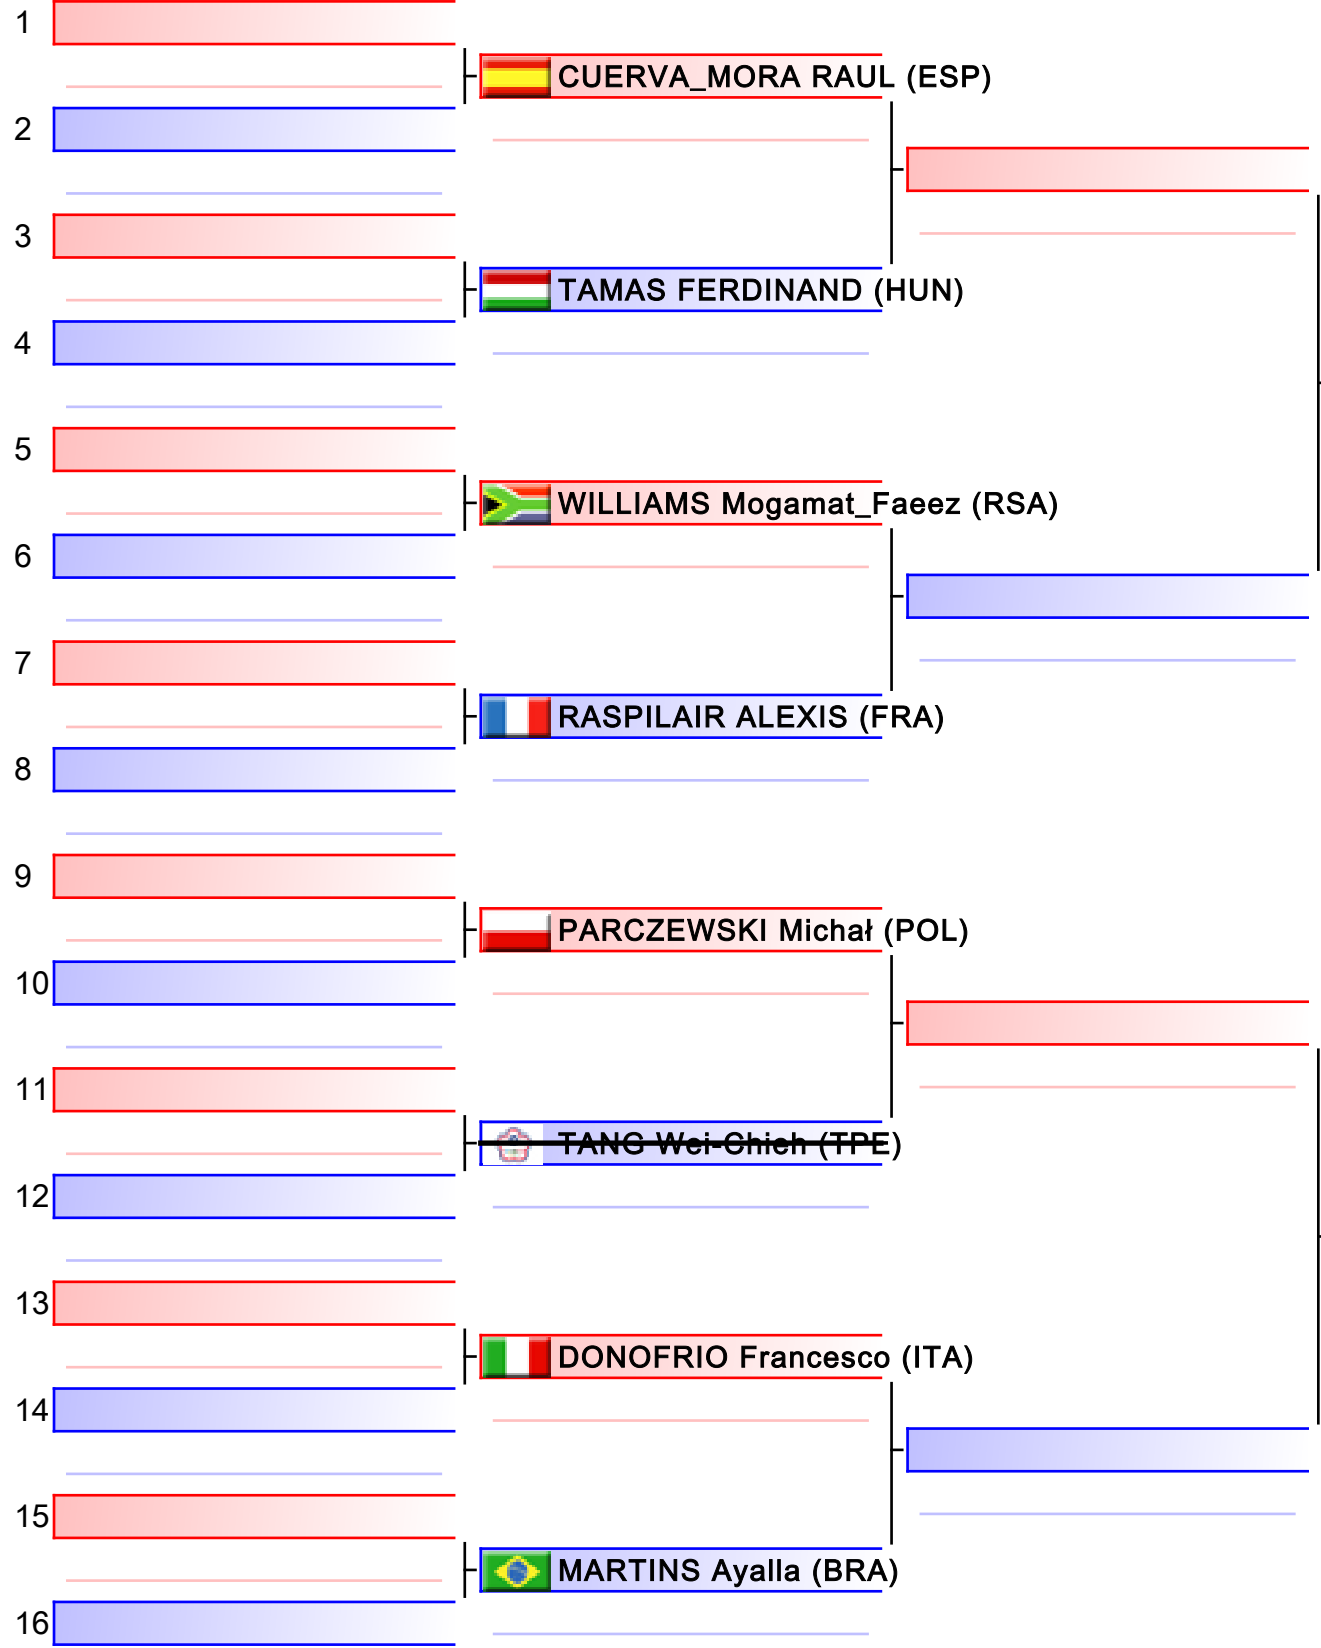 1
CUERVA_MORA RAUL (ESP)
2
3
TAMAS FERDINAND (HUN)
4
5
WILLIAMS Mogamat_Faeez (RSA)
6
7
RASPILAIR ALEXIS (FRA)
8
9
PARCZEWSKI Michał (POL)
10
11
TANG Wei-Chieh (TPE)
12
13
DONOFRIO Francesco (ITA)
14
15
MARTINS Ayalla (BRA)
16